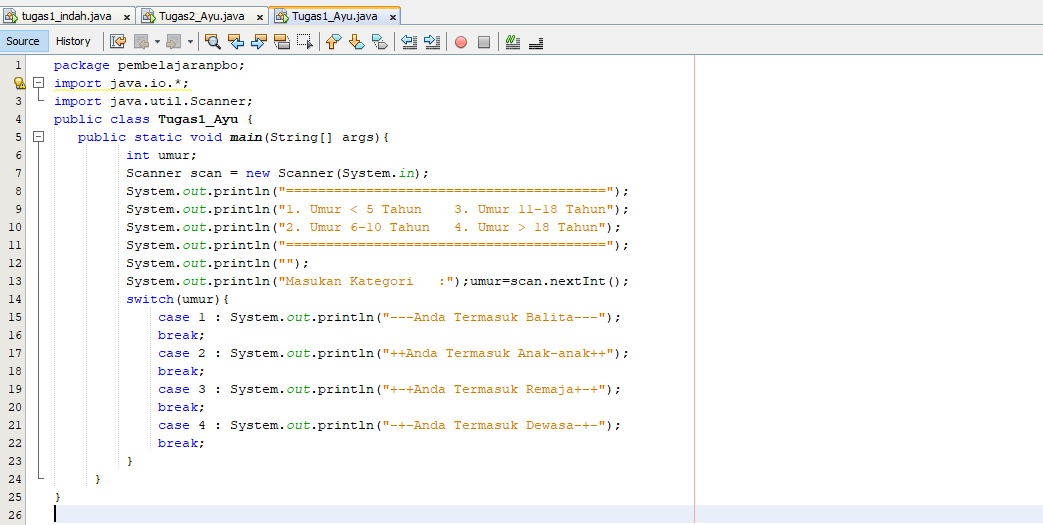 tugas1_indah.java × Tugas2_Ayu.java × Tugas1_Ayu.java ×
Source History
1 package pembelajaranpbo;
import java.io.*;
3 import java.util.Scanner;
4 public class Tugas1_Ayu {
5 public static void main(String[] args){
6 int umur;
7 Scanner scan = new Scanner(System.in);
8 System.out.println("========================================");
9 System.out.println("1. Umur < 5 Tahun    3. Umur 11-18 Tahun");
10 System.out.println("2. Umur 6-10 Tahun   4. Umur > 18 Tahun");
11 System.out.println("========================================");
12 System.out.println("");
13 System.out.println("Masukan Kategori   :");umur=scan.nextInt();
14 switch(umur){
15 case 1 : System.out.println("---Anda Termasuk Balita---");
16 break;
17 case 2 : System.out.println("++Anda Termasuk Anak-anak++");
18 break;
19 case 3 : System.out.println("+-+Anda Termasuk Remaja+-+");
20 break;
21 case 4 : System.out.println("-+-Anda Termasuk Dewasa-+-");
22 break;
23 }
24 }
25 }
26